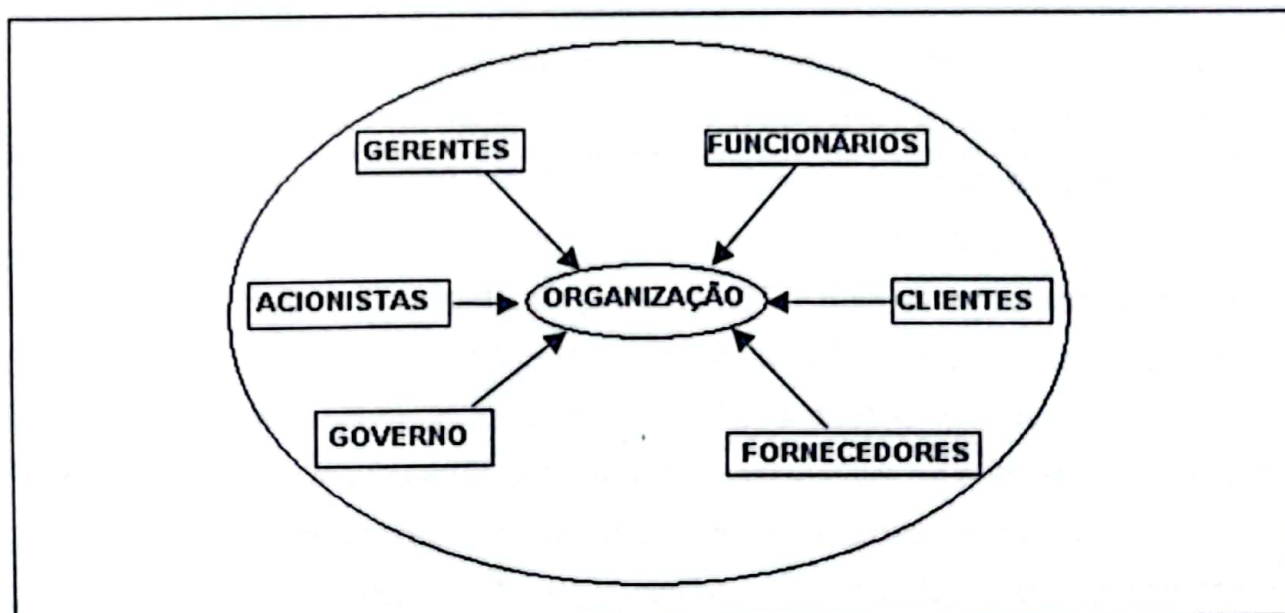 GERENTES
FUNCIONÁRIOS
ACIONISTAS
ORGANIZAÇÃO
CLIENTES
GOVERNO
FORNECEDORES